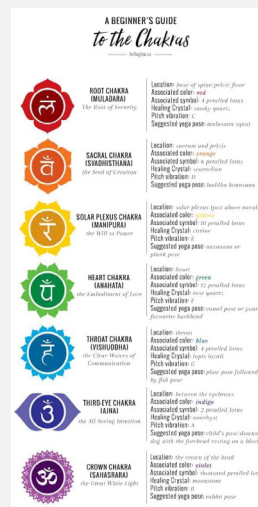 A BEGINNER'S GUIDE
to the Chakras
लं
ROOT CHAKRA
(MULADARA)
The Root of Security
Location: base of spine/pelvic floor
Associated color: red
Associated symbol: 4 petalled lotus
Healing Crystal: smoky quartz
Pitch vibration: C
Suggested yoga pose: malasana squat
वं
SACRAL CHAKRA
(SVADHISTHANA)
the Seed of Creation
Location: sacrum and pelvis
Associated color: orange
Associated symbol: 6 petalled lotus
Healing Crystal: carnelian
Pitch vibration: D
Suggested yoga pose: baddha konasana
रं
SOLAR PLEXUS CHAKRA
(MANIPURA)
the Will to Power
Location: solar plexus (just above navel)
Associated color: yellow
Associated symbol: 10 petalled lotus
Healing Crystal: citrine
Pitch vibration: E
Suggested yoga pose: navasana or
plank pose
HEART CHAKRA
(ANAHATA)
the Embodiment of Love
Location: heart
Associated color: green
Associated symbol: 12 petalled lotus
Healing Crystal: rose quartz
Pitch vibration: F
Suggested yoga pose: camel pose or your
favourite backbend
THROAT CHAKRA
(VISHUDDHA)
the Clear Waters of
Communication
Location: throat
Associated color: blue
Associated symbol: 4 petalled lotus
Healing Crystal: lapis lazuli
Pitch vibration: G
Suggested yoga pose: plow pose followed
by fish pose
THIRD-EYE CHAKRA
(AJNA)
the All-Seeing Intuition
Location: between the eyebrows
Associated color: indigo
Associated symbol: 2 petalled lotus
Healing Crystal: amethyst
Pitch vibration: A
Suggested yoga pose: child's pose/downward
dog with the forehead resting on a block
ॐ
CROWN CHAKRA
(SAHASRARA)
the Great White Light
Location: the crown of the head
Associated color: violet
Associated symbol: thousand petalled lotus
Healing Crystal: moonstone
Pitch vibration: B
Suggested yoga pose: rabbit pose